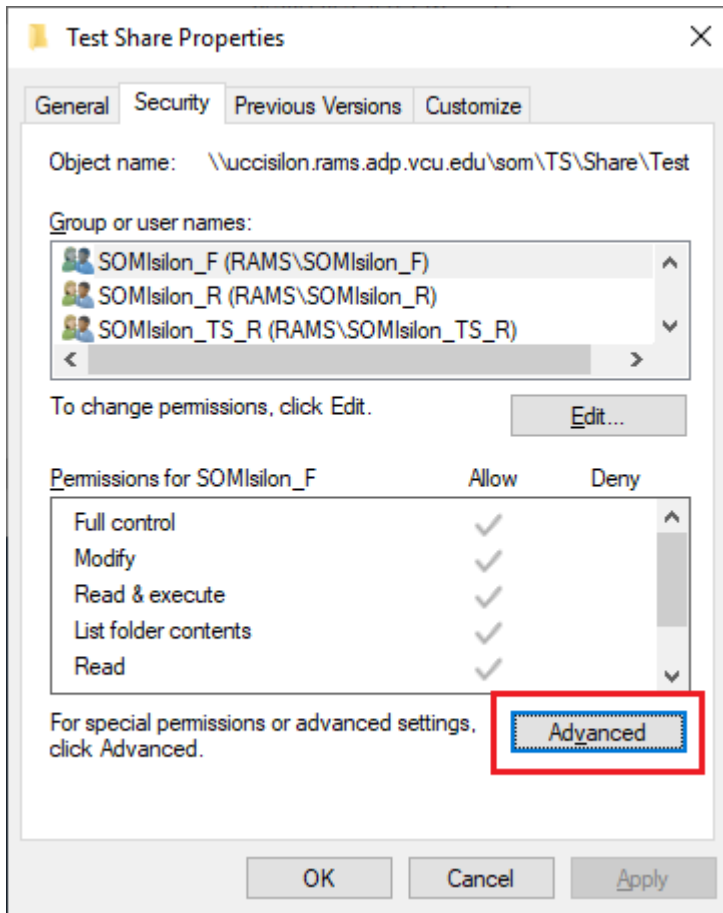 Test Share Properties
General Security Previous Versions Customize
Object name: \\uccisilon.rams.adp.vcu.edu\som\TS\Share\Test
Group or user names:
SOMIsilon_F (RAMS\SOMIsilon_F)
SOMIsilon_R (RAMS\SOMIsilon_R)
SOMIsilon_TS_R (RAMS\SOMIsilon_TS_R)
To change permissions, click Edit.
Edit...
Permissions for SOMIsilon_F Allow Deny
Full control
Modify
Read & execute
List folder contents
Read
For special permissions or advanced settings,
click Advanced.
Advanced
OK Cancel Apply